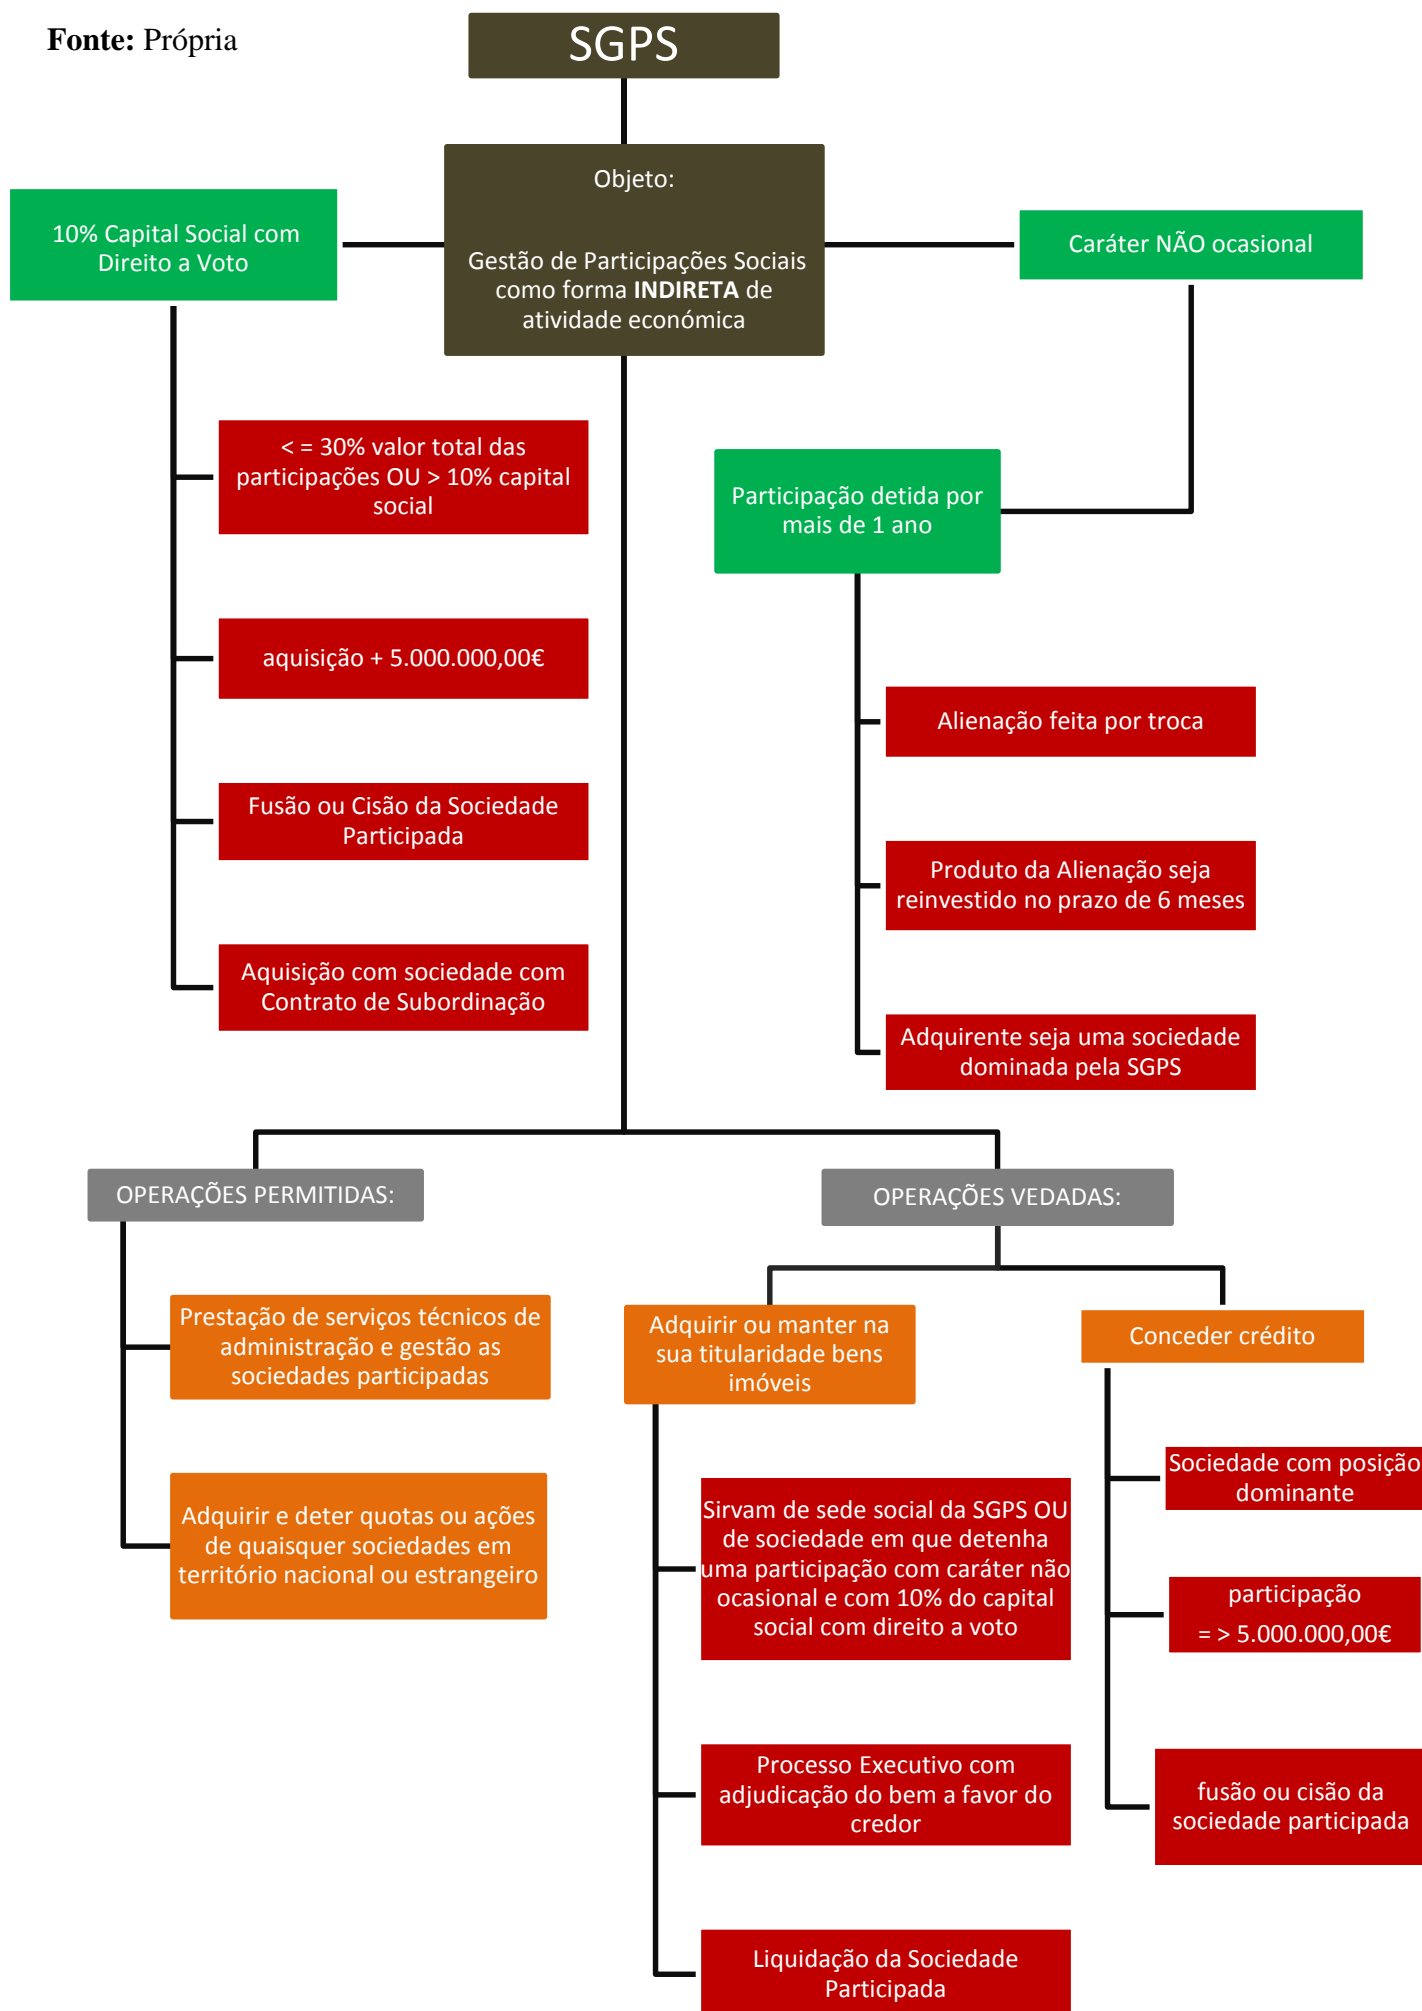 Fonte: Própria
SGPS
Objeto:
Gestão de Participações Sociais
como forma INDIRETA de
atividade económica
10% Capital Social com
Direito a Voto
Caráter NÃO ocasional
< = 30% valor total das
participações OU > 10% capital
social
aquisição + 5.000.000,00€
Fusão ou Cisão da Sociedade
Participada
Aquisição com sociedade com
Contrato de Subordinação
Participação detida por
mais de 1 ano
Alienação feita por troca
Produto da Alienação seja
reinvestido no prazo de 6 meses
Adquirente seja uma sociedade
dominada pela SGPS
OPERAÇÕES PERMITIDAS:
Prestação de serviços técnicos de
administração e gestão as
sociedades participadas
Adquirir e deter quotas ou ações
de quaisquer sociedades em
território nacional ou estrangeiro
OPERAÇÕES VEDADAS:
Adquirir ou manter na
sua titularidade bens
imóveis
Sirvam de sede social da SGPS OU
de sociedade em que detenha
uma participação com caráter não
ocasional e com 10% do capital
social com direito a voto
Processo Executivo com
adjudicação do bem a favor do
credor
Liquidação da Sociedade
Participada
Conceder crédito
Sociedade com posição
dominante
participação
= > 5.000.000,00€
fusão ou cisão da
sociedade participada